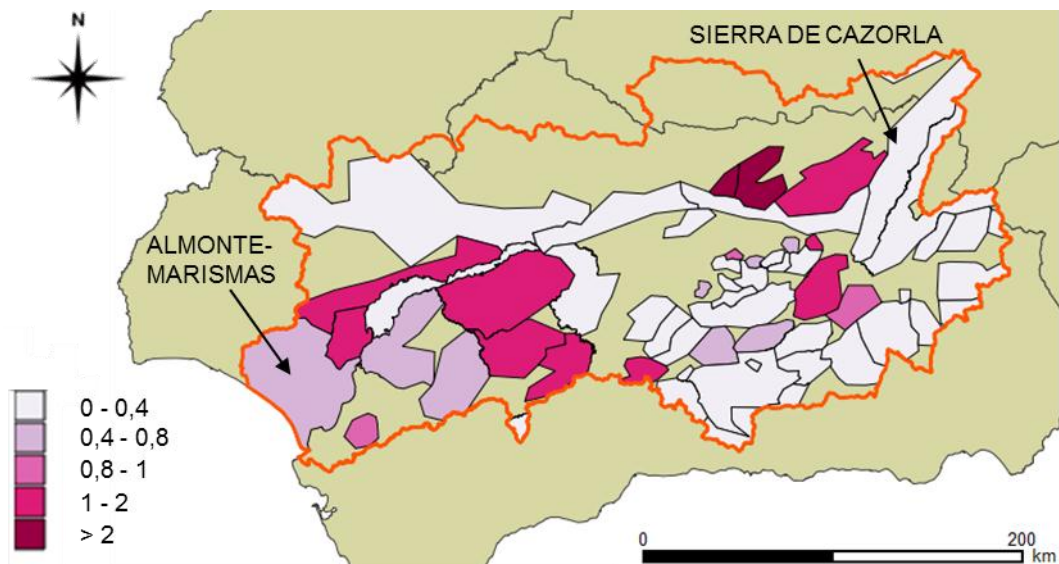 N
SIERRA DE CAZORLA
ALMONTE-
MARISMAS
0 - 0,4
0,4 - 0,8
0,8 - 1
1 - 2
> 2
0
200
km